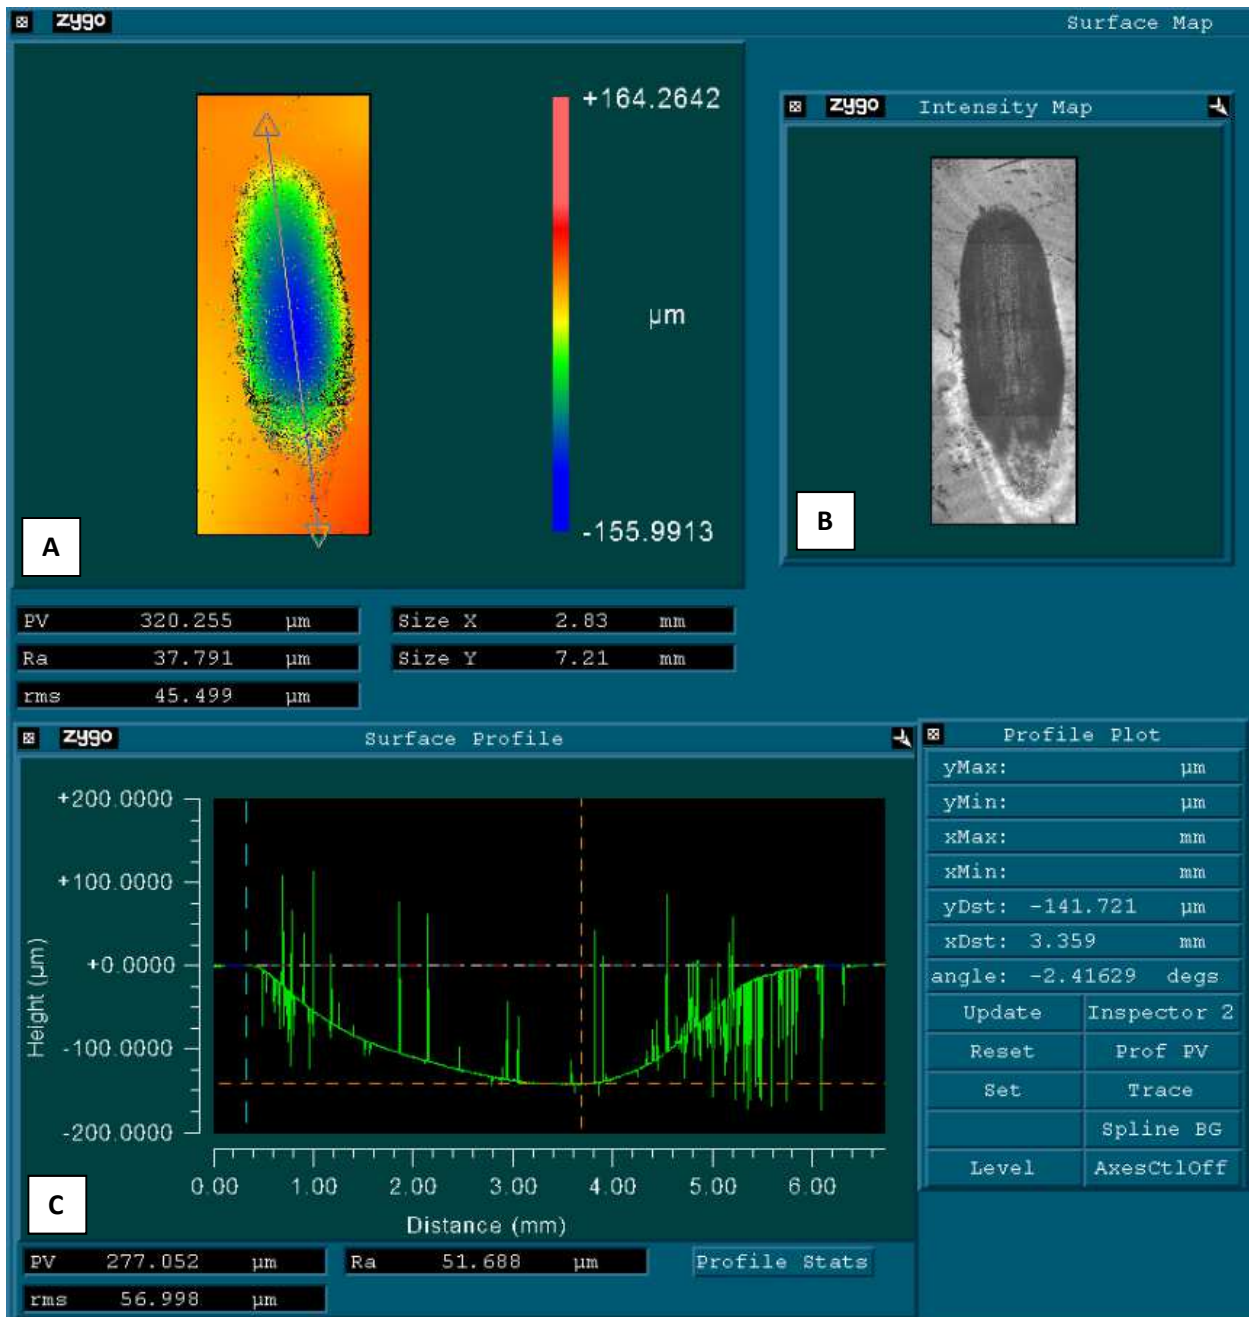 zygo Surface Map
+164.2642
µm
-155.9913
A
zygo Intensity Map
B
PV 320.255 µm Size X 2.83 mm
Ra 37.791 µm Size Y 7.21 mm
rms 45.499 µm
zygo Surface Profile
+200.0000
+100.0000
+0.0000
-100.0000
-200.0000
Height (µm)
0.00 1.00 2.00 3.00 4.00 5.00 6.00
Distance (mm)
C
PV 277.052 µm Ra 51.688 µm Profile Stats
rms 56.998 µm
Profile Plot
yMax: µm
yMin: µm
xMax: mm
xMin: mm
yDst: -141.721 µm
xDst: 3.359 mm
angle: -2.41629 degs
Update Inspector 2
Reset Prof PV
Set Trace
Spline BG
Level AxesCtlOff